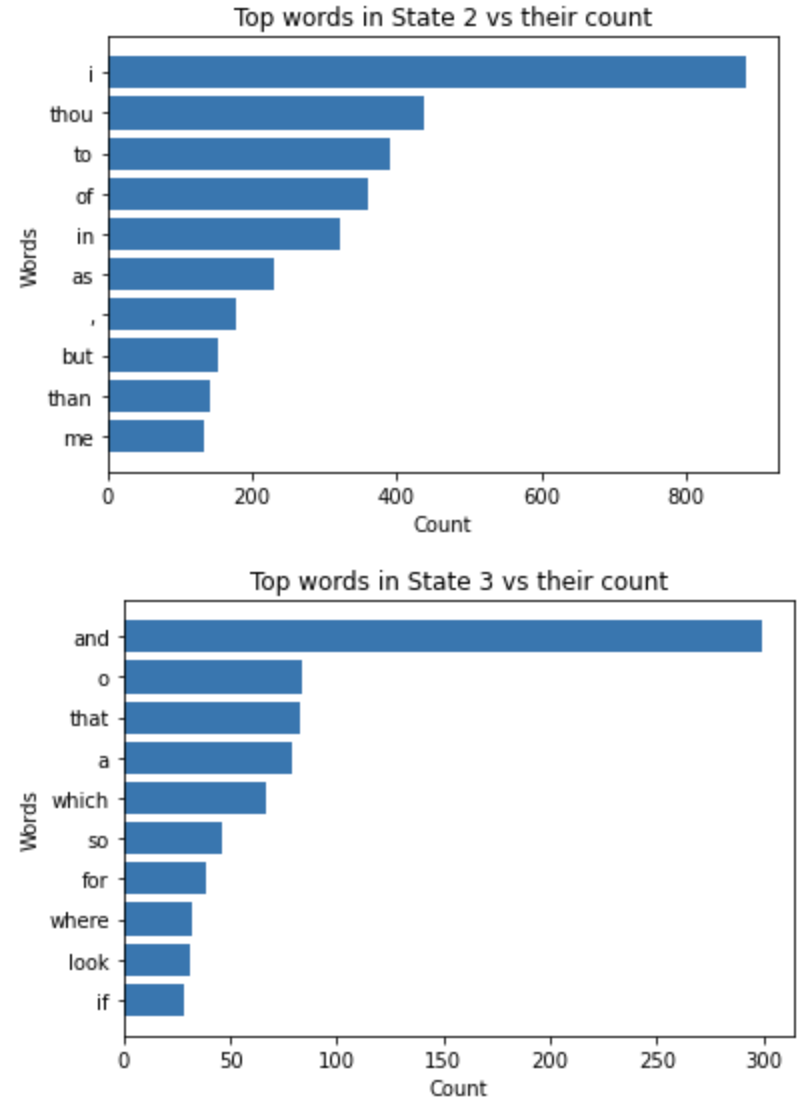 Top words in State 2 vs their count
i
thou
to
of
in
as
,
but
than
me
Words
0 200 400 600 800
Count
Top words in State 3 vs their count
and
o
that
a
which
so
for
where
look
if
Words
0 50 100 150 200 250 300
Count